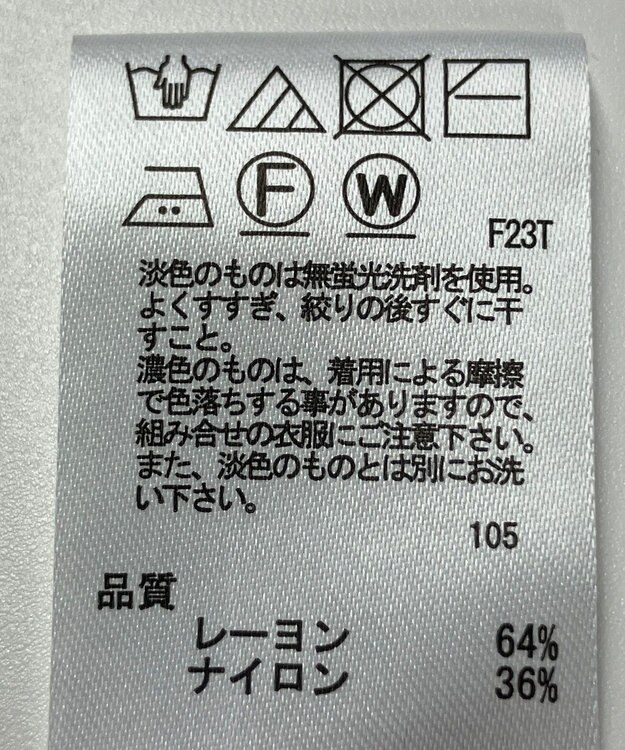 F W
F23T
淡色のものは無蛍光洗剤を使用。
よくすすぎ、絞りの後すぐに干
すこと。
濃色のものは、着用による摩擦
で色落ちする事がありますので、
組み合せの衣服にご注意下さい。
また、淡色のものとは別にお洗
い下さい。
105
品質
レーヨン 64%
ナイロン 36%